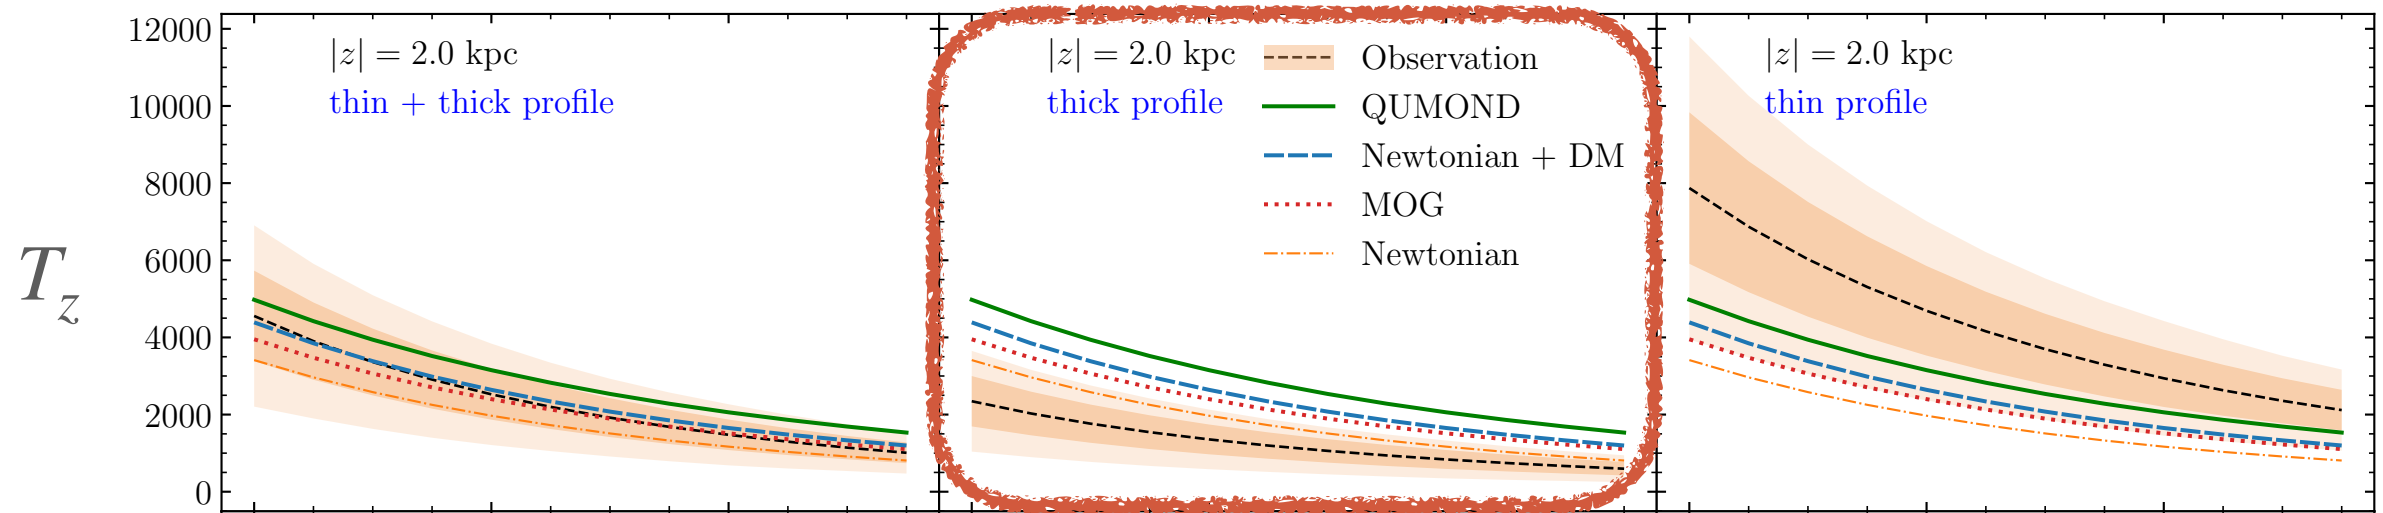 12000
10000
8000
6000
4000
2000
0
T_z
|z| = 2.0 kpc
thin + thick profile
|z| = 2.0 kpc
thick profile
Observation
QUMOND
Newtonian + DM
MOG
Newtonian
|z| = 2.0 kpc
thin profile